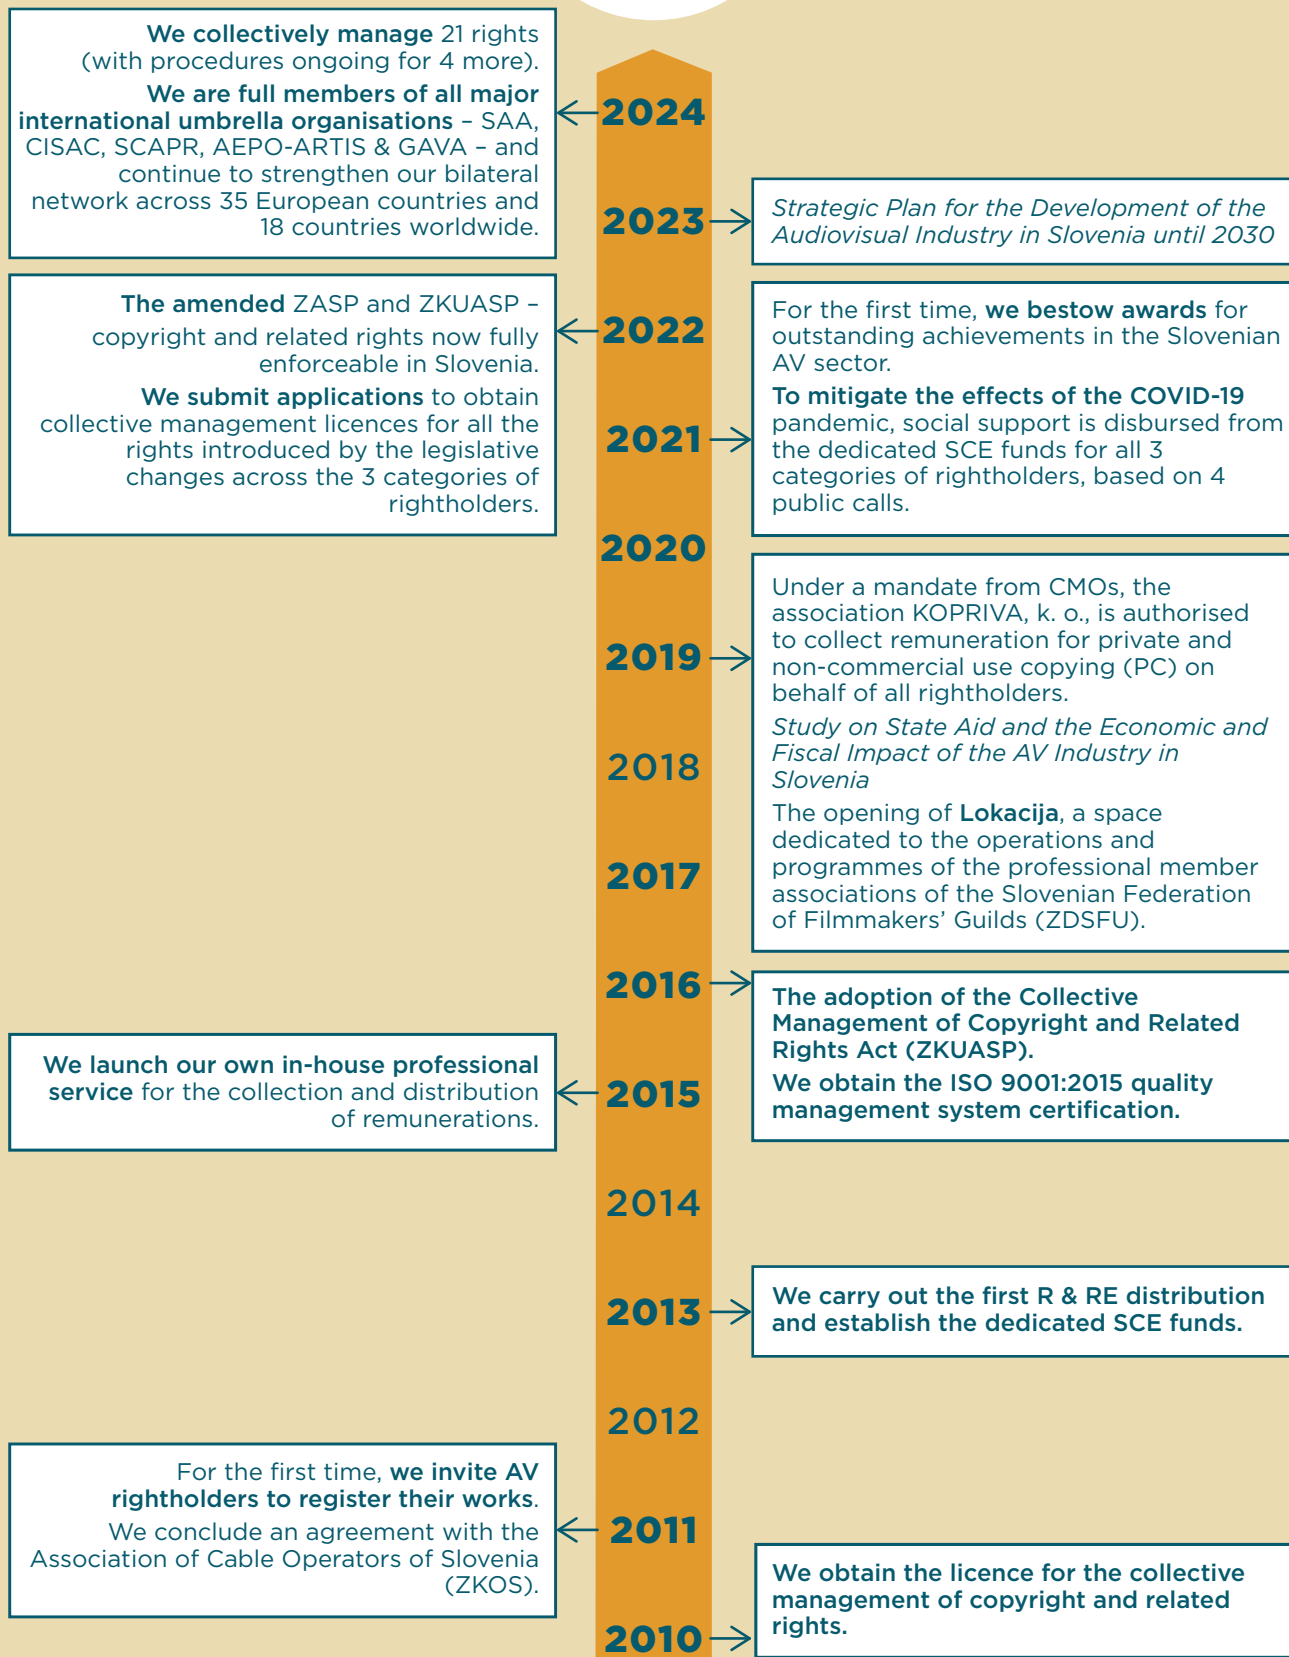 We collectively manage 21 rights
(with procedures ongoing for 4 more).
We are full members of all major
international umbrella organisations – SAA,
CISAC, SCAPR, AEPO-ARTIS & GAVA – and
continue to strengthen our bilateral
network across 35 European countries and
18 countries worldwide.
2024
2023
Strategic Plan for the Development of the
Audiovisual Industry in Slovenia until 2030
The amended ZASP and ZKUASP –
copyright and related rights now fully
enforceable in Slovenia.
We submit applications to obtain
collective management licences for all the
rights introduced by the legislative
changes across the 3 categories of
rightholders.
2022
2021
For the first time, we bestow awards for
outstanding achievements in the Slovenian
AV sector.
To mitigate the effects of the COVID-19
pandemic, social support is disbursed from
the dedicated SCE funds for all 3
categories of rightholders, based on 4
public calls.
2020
2019
Under a mandate from CMOs, the
association KOPRIVA, k. o., is authorised
to collect remuneration for private and
non-commercial use copying (PC) on
behalf of all rightholders.
Study on State Aid and the Economic and
Fiscal Impact of the AV Industry in
Slovenia
The opening of Lokacija, a space
dedicated to the operations and
programmes of the professional member
associations of the Slovenian Federation
of Filmmakers’ Guilds (ZDSFU).
2018
2017
2016
The adoption of the Collective
Management of Copyright and Related
Rights Act (ZKUASP).
We obtain the ISO 9001:2015 quality
management system certification.
We launch our own in-house professional
service for the collection and distribution
of remunerations.
2015
2014
2013
We carry out the first R & RE distribution
and establish the dedicated SCE funds.
2012
For the first time, we invite AV
rightholders to register their works.
We conclude an agreement with the
Association of Cable Operators of Slovenia
(ZKOS).
2011
2010
We obtain the licence for the collective
management of copyright and related
rights.